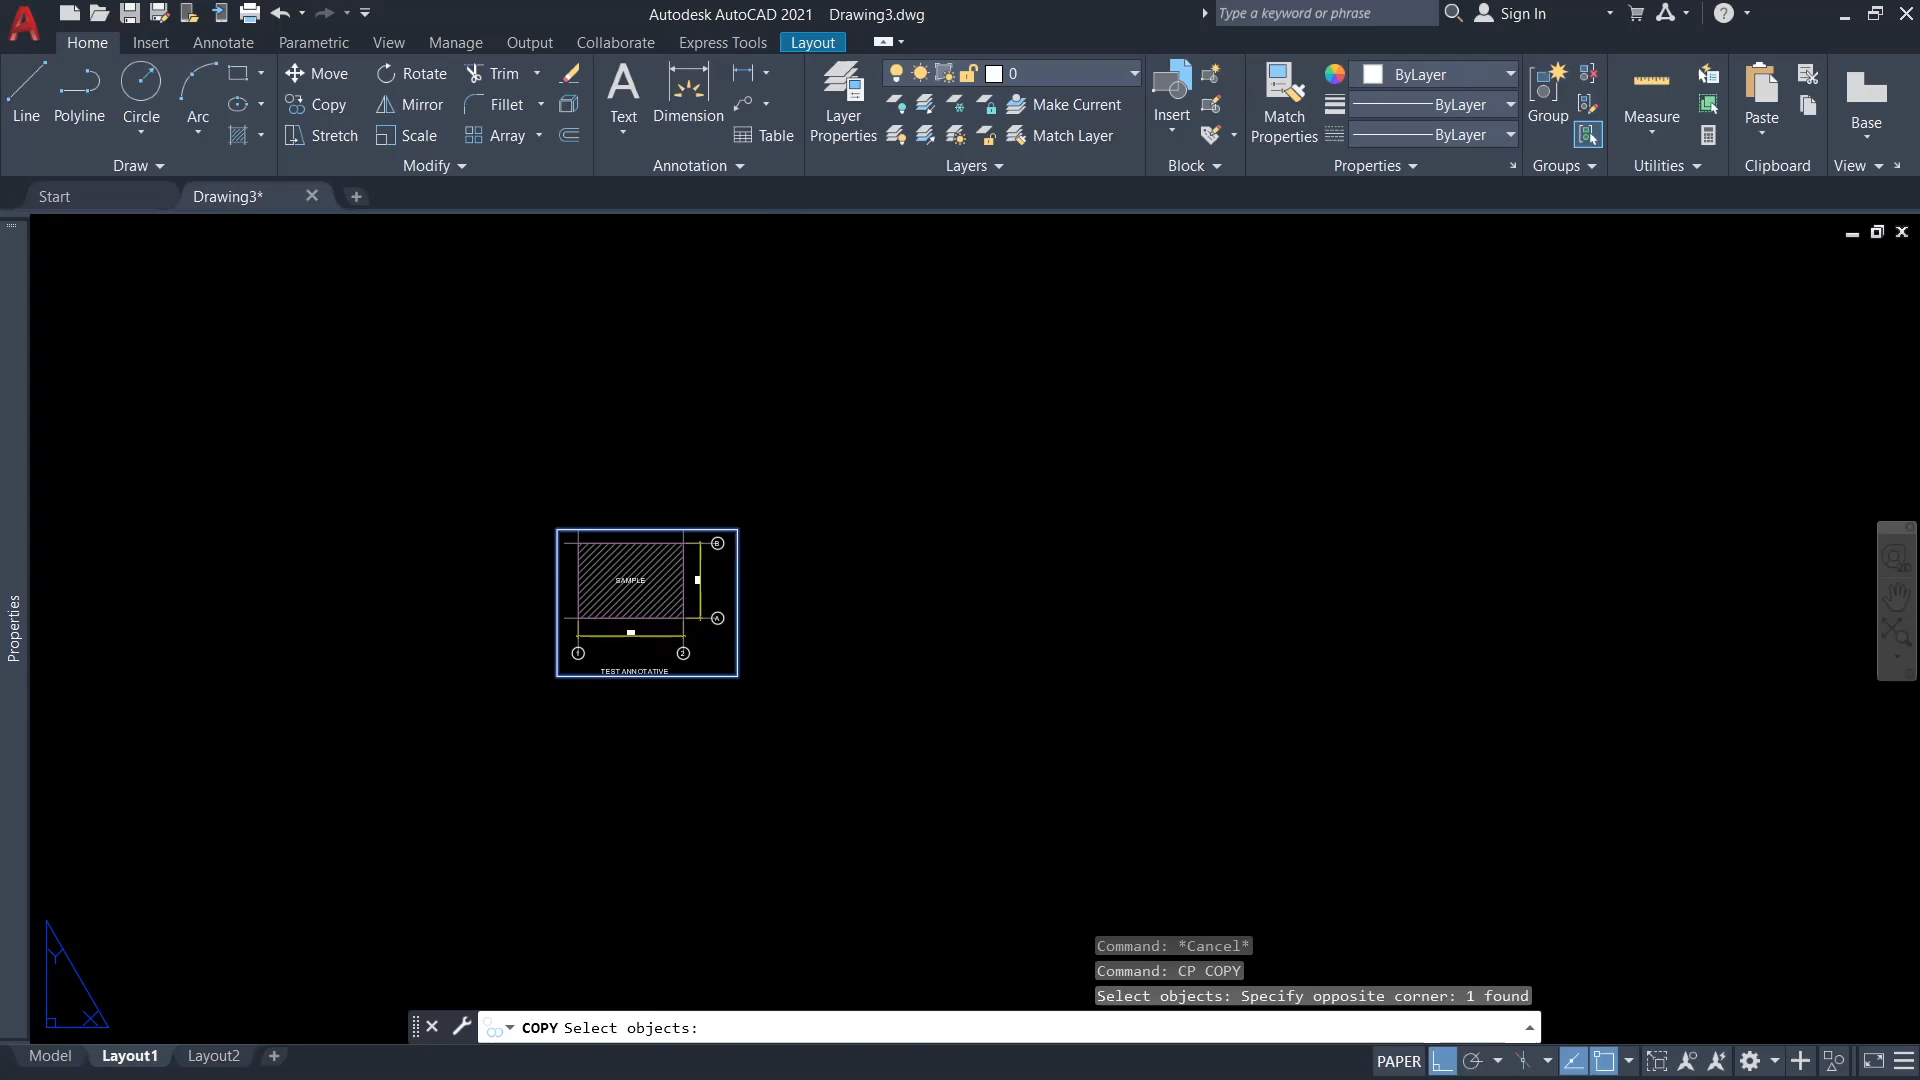 Autodesk AutoCAD 2021 Drawing3.dwg
Type a keyword or phrase
Sign In
Home Insert Annotate Parametric View Manage Output Collaborate Express Tools Layout
Line Polyline Circle Arc
Draw
Move Rotate Trim
Copy Mirror Fillet
Stretch Scale Array
Modify
Text Dimension Table
Annotation
Layer Properties
0
Make Current
Match Layer
Layers
Insert
Block
Match Properties
ByLayer
ByLayer
ByLayer
Properties
Group
Groups
Measure
Utilities
Paste
Clipboard
Base
View
Start Drawing3*
Properties
B
SAMPLE
A
1 2
TEST ANNOTATIVE
Y
X
Command: *Cancel*
Command: CP COPY
Select objects: Specify opposite corner: 1 found
COPY Select objects:
Model Layout1 Layout2
PAPER